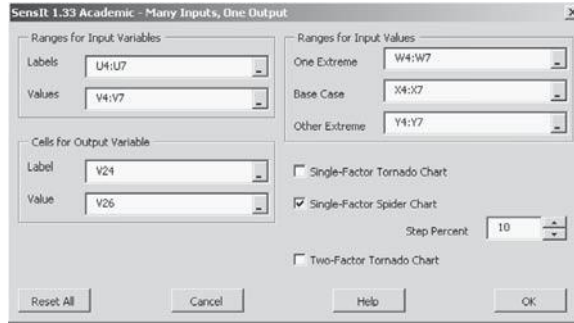 SensIt 1.33 Academic - Many Inputs, One Output
Ranges for Input Variables
Labels U4:U7
Values V4:V7
Cells for Output Variable
Label V24
Value V26
Ranges for Input Values
One Extreme W4:W7
Base Case X4:X7
Other Extreme Y4:Y7
Single-Factor Tornado Chart
Single-Factor Spider Chart
Step Percent 10
Two-Factor Tornado Chart
Reset All Cancel Help OK